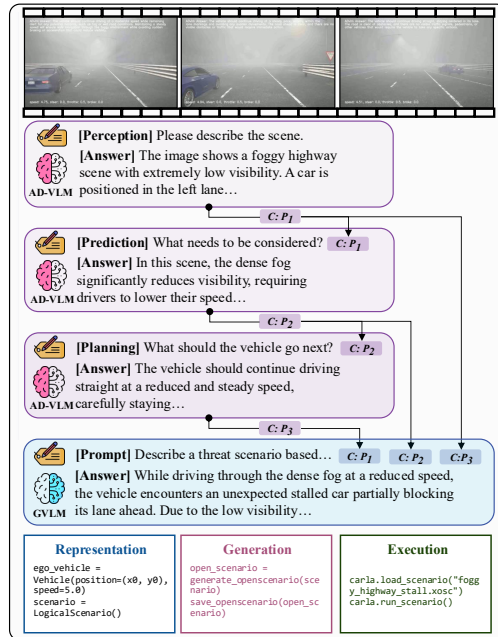 [Perception] Please describe the scene.
[Answer] The image shows a foggy highway
scene with extremely low visibility. A car is
positioned in the left lane…
AD-VLM
C: P1
[Prediction] What needs to be considered? C: P1
[Answer] In this scene, the dense fog
significantly reduces visibility, requiring
drivers to lower their speed…
AD-VLM
C: P2
[Planning] What should the vehicle go next? C: P2
[Answer] The vehicle should continue driving
straight at a reduced and steady speed,
carefully staying…
AD-VLM
C: P3
[Prompt] Describe a threat scenario based… C: P1 C: P2 C:P3
[Answer] While driving through the dense fog at a reduced speed,
the vehicle encounters an unexpected stalled car partially blocking
its lane ahead. Due to the low visibility…
GVLM
Representation
ego_vehicle =
Vehicle(position=(x0, y0),
speed=5.0)
scenario =
LogicalScenario()
Generation
open_scenario =
generate_openscenario(sce
nario)
save_openscenario(open_sc
enario)
Execution
carla.load_scenario("fogg
y_highway_stall.xosc")
carla.run_scenario()